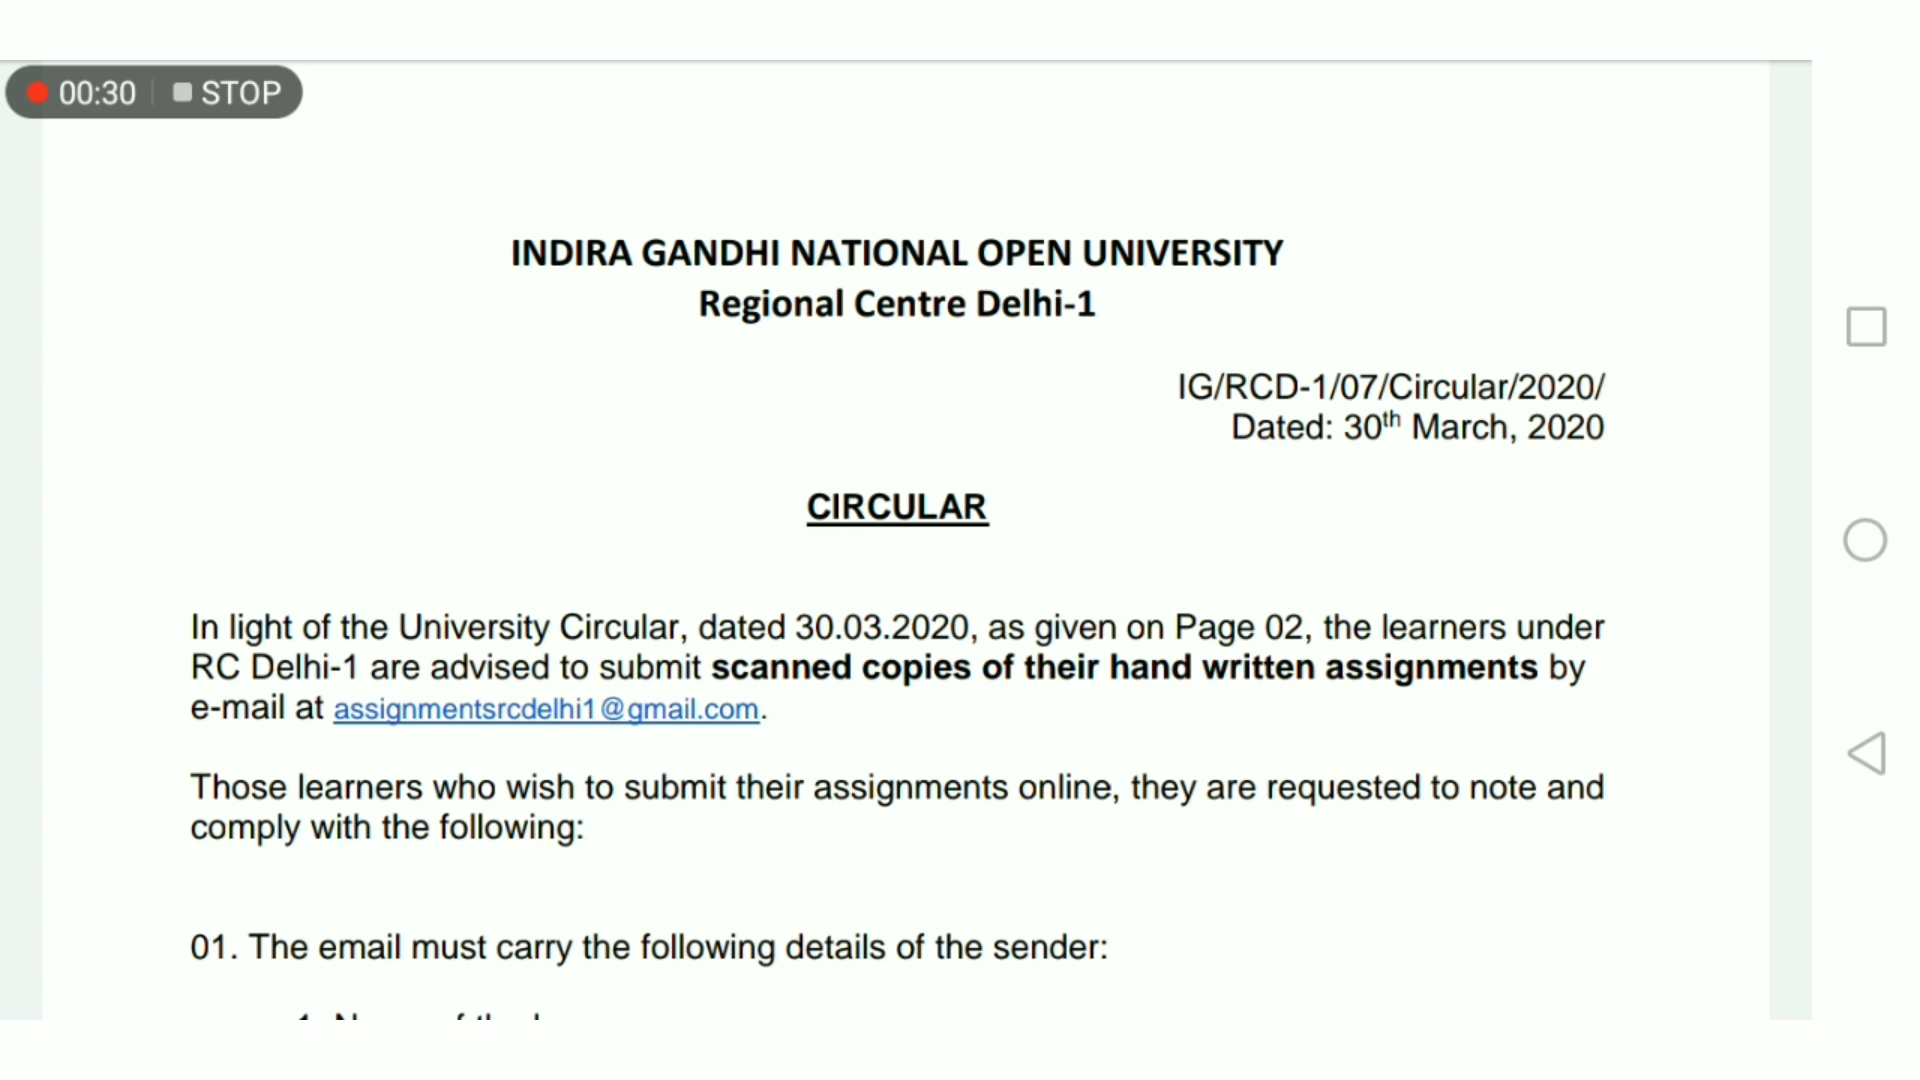 00:30 STOP
INDIRA GANDHI NATIONAL OPEN UNIVERSITY
Regional Centre Delhi-1
IG/RCD-1/07/Circular/2020/
Dated: 30th March, 2020
CIRCULAR
In light of the University Circular, dated 30.03.2020, as given on Page 02, the learners under
RC Delhi-1 are advised to submit scanned copies of their hand written assignments by
e-mail at assignmentsrcdelhi1@gmail.com.
Those learners who wish to submit their assignments online, they are requested to note and
comply with the following:
01. The email must carry the following details of the sender: